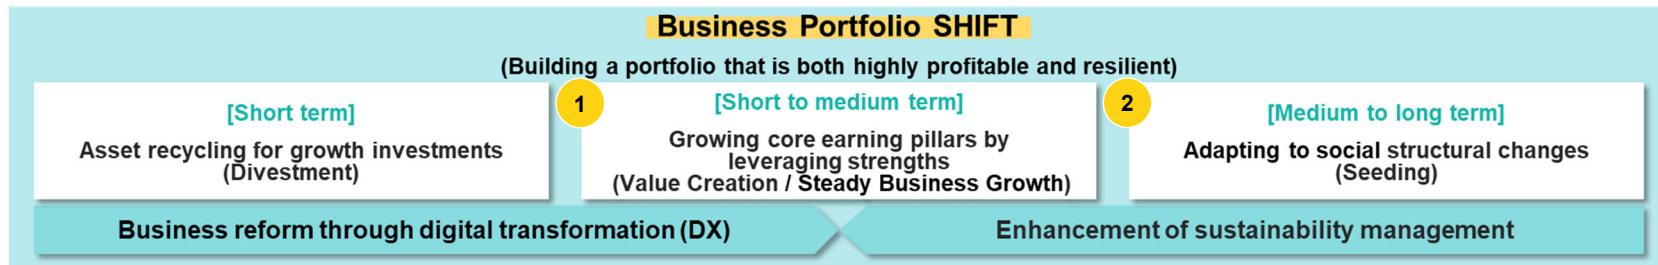 Business Portfolio SHIFT
(Building a portfolio that is both highly profitable and resilient)
[Short term]
Asset recycling for growth investments
(Divestment)
1
[Short to medium term]
Growing core earning pillars by
leveraging strengths
(Value Creation / Steady Business Growth)
2
[Medium to long term]
Adapting to social structural changes
(Seeding)
Business reform through digital transformation (DX)
Enhancement of sustainability management